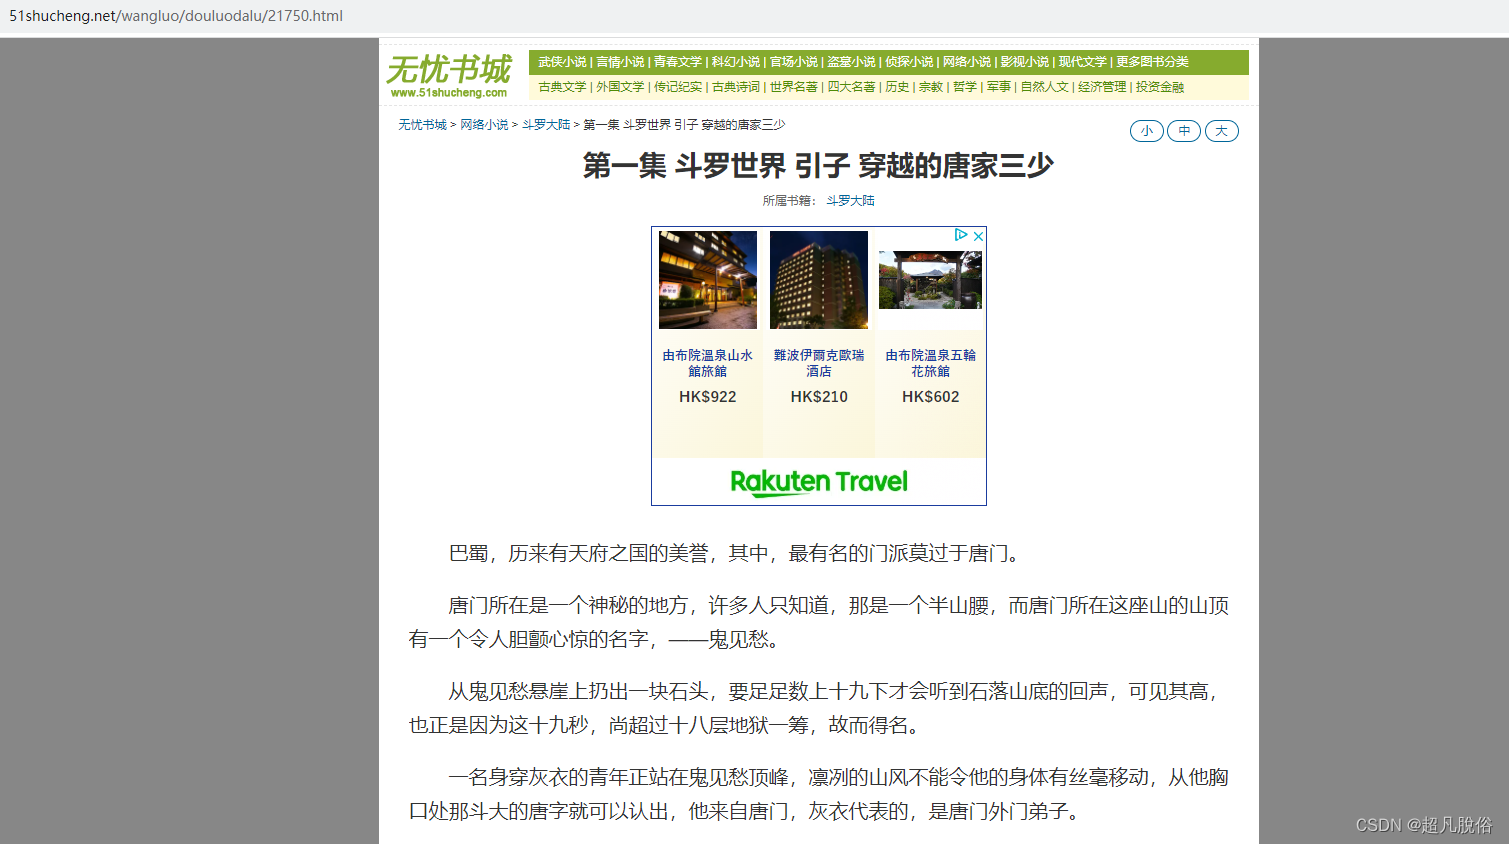 51shucheng.net/wangluo/douluodalu/21750.html
无忧书城
www.51shucheng.com
武侠小说 | 言情小说 | 青春文学 | 科幻小说 | 官场小说 | 盗墓小说 | 侦探小说 | 网络小说 | 影视小说 | 现代文学 | 更多图书分类
古典文学 | 外国文学 | 传记纪实 | 古典诗词 | 世界名著 | 四大名著 | 历史 | 宗教 | 哲学 | 军事 | 自然人文 | 经济管理 | 投资金融
无忧书城 > 网络小说 > 斗罗大陆 > 第一集 斗罗世界 引子 穿越的唐家三少
小 中 大
第一集 斗罗世界 引子 穿越的唐家三少
所属书籍： 斗罗大陆
由布院溫泉山水
館旅館
HK$922
難波伊爾克歐瑞
酒店
HK$210
由布院溫泉五輪
花旅館
HK$602
Rakuten Travel
巴蜀，历来有天府之国的美誉，其中，最有名的门派莫过于唐门。
唐门所在是一个神秘的地方，许多人只知道，那是一个半山腰，而唐门所在这座山的山顶
有一个令人胆颤心惊的名字，——鬼见愁。
从鬼见愁悬崖上扔出一块石头，要足足数上十九下才会听到石落山底的回声，可见其高，
也正是因为这十九秒，尚超过十八层地狱一筹，故而得名。
一名身穿灰衣的青年正站在鬼见愁顶峰，凛冽的山风不能令他的身体有丝毫移动，从他胸
口处那斗大的唐字就可以认出，他来自唐门，灰衣代表的，是唐门外门弟子。
CSDN @超凡脫俗